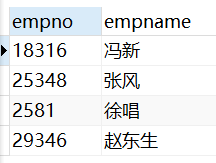 empno empname
18316 冯新
25348 张风
2581 徐唱
29346 赵东生